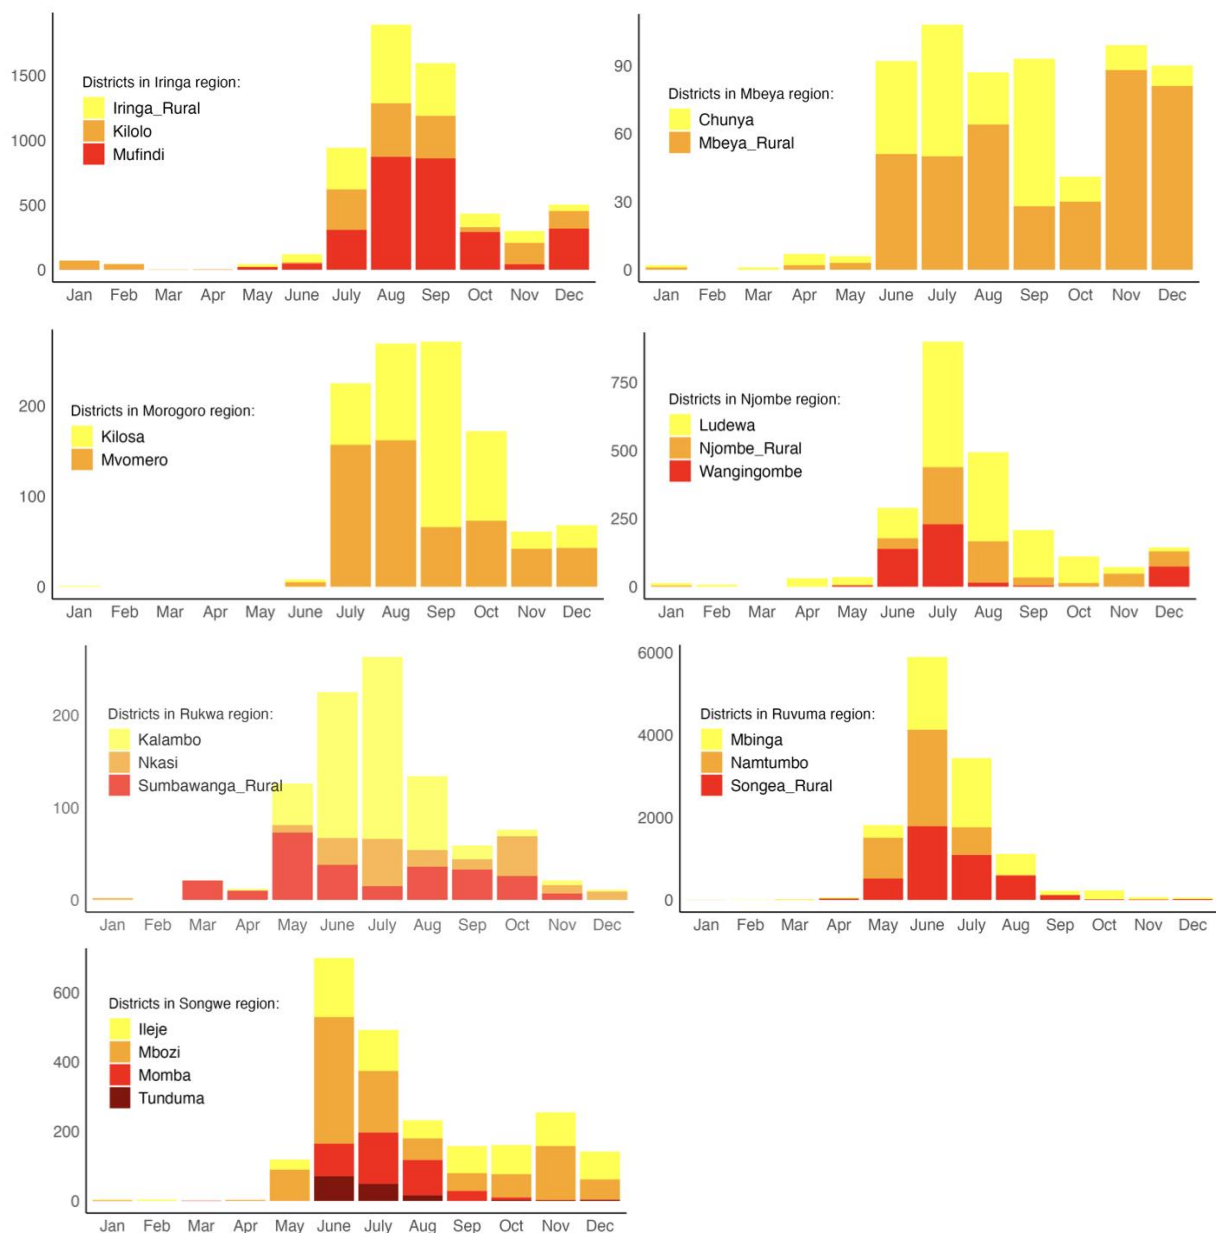 1500
1000
500
0
Districts in Iringa region:
Iringa_Rural
Kilolo
Mufindi
Jan Feb Mar Apr May June July Aug Sep Oct Nov Dec
90
60
30
0
Districts in Mbeya region:
Chunya
Mbeya_Rural
Jan Feb Mar Apr May June July Aug Sep Oct Nov Dec
200
100
0
Districts in Morogoro region:
Kilosa
Mvomero
Jan Feb Mar Apr May June July Aug Sep Oct Nov Dec
750
500
250
0
Districts in Njombe region:
Ludewa
Njombe_Rural
Wangingombe
Jan Feb Mar Apr May June July Aug Sep Oct Nov Dec
200
100
0
Districts in Rukwa region:
Kalambo
Nkasi
Sumbawanga_Rural
Jan Feb Mar Apr May June July Aug Sep Oct Nov Dec
6000
4000
2000
0
Districts in Ruvuma region:
Mbinga
Namtumbo
Songea_Rural
Jan Feb Mar Apr May June July Aug Sep Oct Nov Dec
600
400
200
0
Districts in Songwe region:
Ileje
Mbozi
Momba
Tunduma
Jan Feb Mar Apr May June July Aug Sep Oct Nov Dec